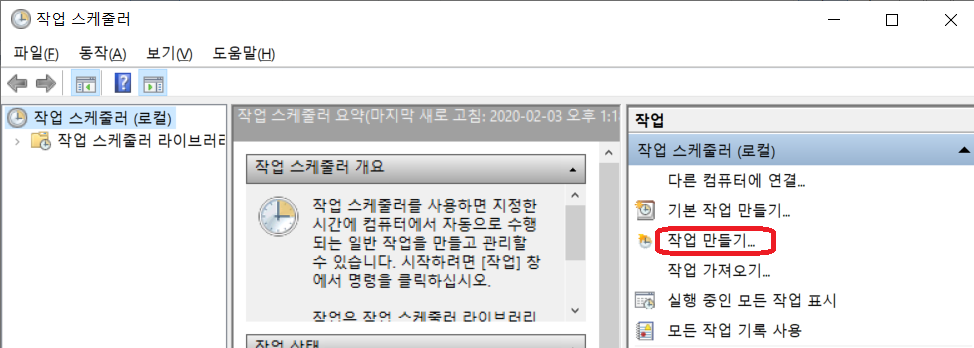 작업 스케줄러
파일(F) 동작(A) 보기(V) 도움말(H)
작업 스케줄러 (로컬)
작업 스케줄러 라이브러리
작업 스케줄러 요약(마지막 새로 고침: 2020-02-03 오후 1:1
작업 스케줄러 개요
작업 스케줄러를 사용하면 지정한
시간에 컴퓨터에서 자동으로 수행
되는 일반 작업을 만들고 관리할
수 있습니다. 시작하려면 [작업] 창
에서 명령을 클릭하십시오.
작업은 작업 스케줄러 라이브러리
작업 상태
작업
작업 스케줄러 (로컬)
다른 컴퓨터에 연결...
기본 작업 만들기...
작업 만들기...
작업 가져오기...
실행 중인 모든 작업 표시
모든 작업 기록 사용